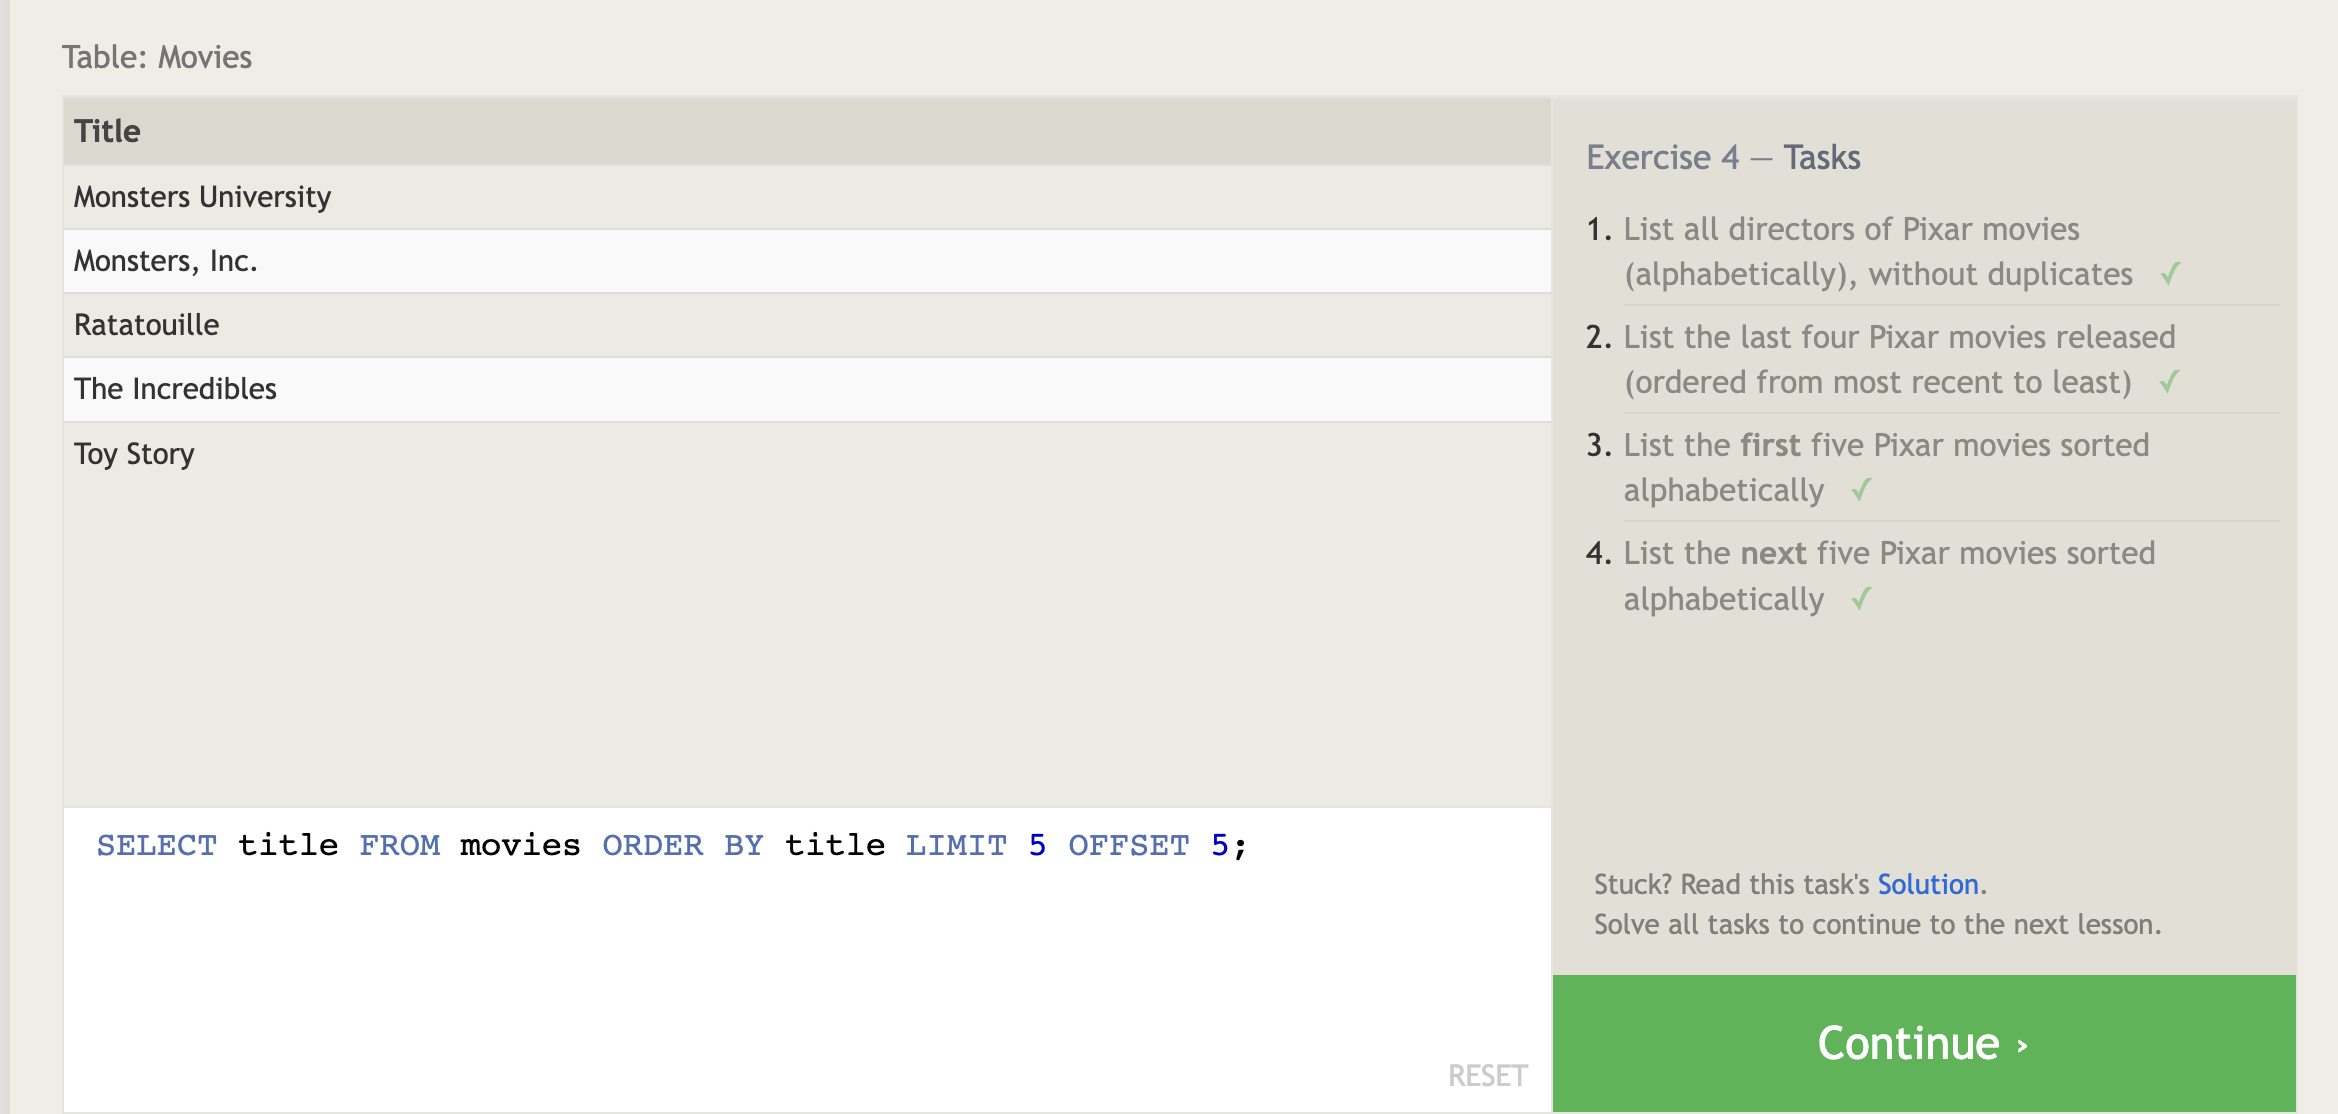 Table: Movies
Title
Monsters University
Monsters, Inc.
Ratatouille
The Incredibles
Toy Story
SELECT title FROM movies ORDER BY title LIMIT 5 OFFSET 5;
RESET
Exercise 4 — Tasks
1. List all directors of Pixar movies
(alphabetically), without duplicates ✓
2. List the last four Pixar movies released
(ordered from most recent to least) ✓
3. List the first five Pixar movies sorted
alphabetically ✓
4. List the next five Pixar movies sorted
alphabetically ✓
Stuck? Read this task's Solution.
Solve all tasks to continue to the next lesson.
Continue ›